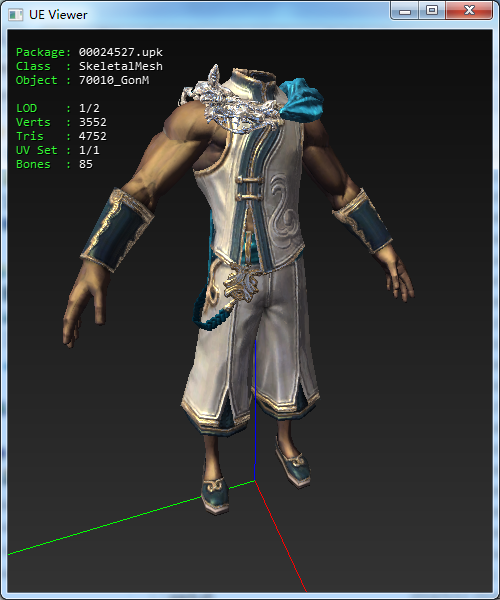 UE Viewer
Package: 00024527.upk
Class  : SkeletalMesh
Object : 70010_GonM
LOD    : 1/2
Verts  : 3552
Tris   : 4752
UV Set : 1/1
Bones  : 85